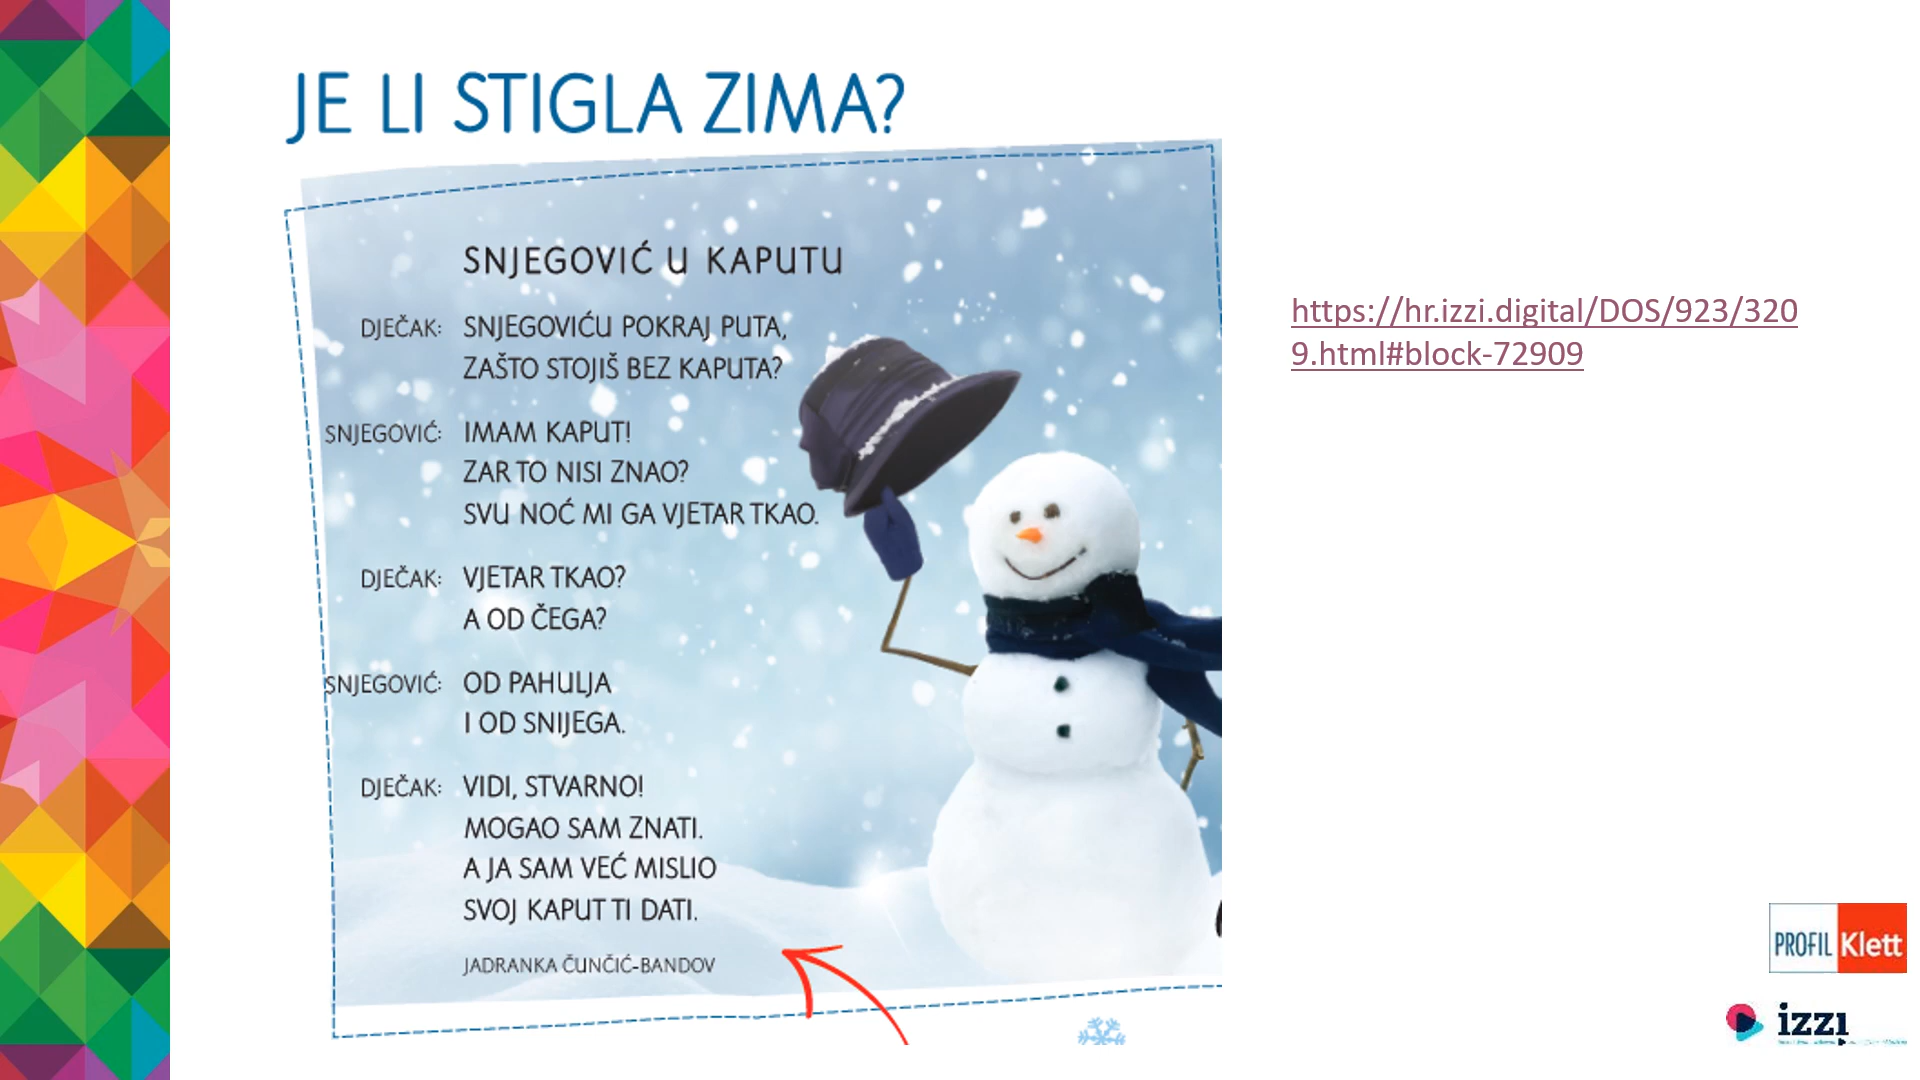 JE LI STIGLA ZIMA?
SNJEGOVIĆ U KAPUTU
DJEČAK: SNJEGOVIĆU POKRAJ PUTA,
ZAŠTO STOJIŠ BEZ KAPUTA?
SNJEGOVIĆ: IMAM KAPUT!
ZAR TO NISI ZNAO?
SVU NOĆ MI GA VJETAR TKAO.
DJEČAK: VJETAR TKAO?
A OD ČEGA?
SNJEGOVIĆ: OD PAHULJA
I OD SNIJEGA.
DJEČAK: VIDI, STVARNO!
MOGAO SAM ZNATI.
A JA SAM VEĆ MISLIO
SVOJ KAPUT TI DATI.
JADRANKA ČUNČIĆ-BANDOV
https://hr.izzi.digital/DOS/923/320
9.html#block-72909
PROFIL Klett
izzi